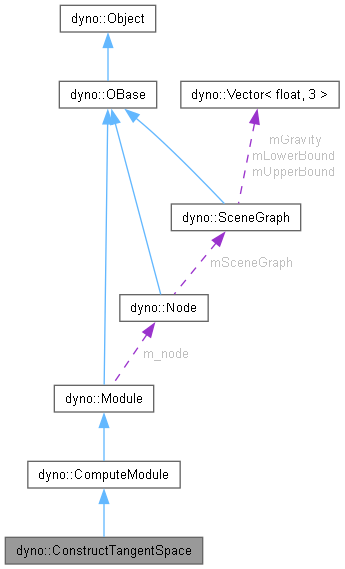 dyno::Object
dyno::OBase
dyno::Vector< float, 3 >
mGravity
mLowerBound
mUpperBound
dyno::SceneGraph
mSceneGraph
dyno::Node
m_node
dyno::Module
dyno::ComputeModule
dyno::ConstructTangentSpace